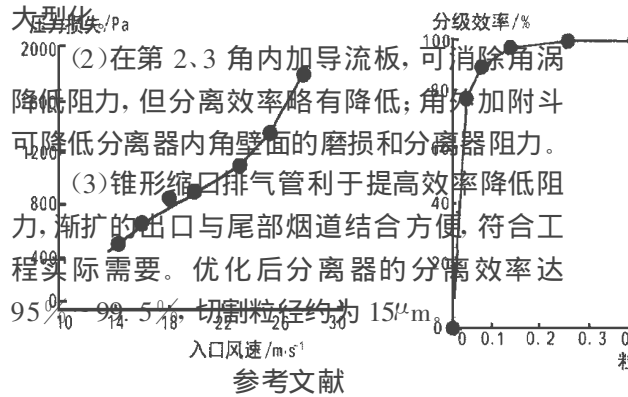 大型化。
压力损失/Pa
分级效率/%
2000
100
(2)在第 2、3 角内加导流板,可消除角涡
降低阻力,但分离效率略有降低;角外加附斗
可降低分离器内角壁面的磨损和分离器阻力。
1200
(3)锥形缩口排气管利于提高效率降低阻
800
40
力,渐扩的出口与尾部烟道结合方便,符合工
400
程实际需要。优化后分离器的分离效率达
20
0
95%~99.5%,切割粒径约为 15μm。
0
10 14 18 22 26 30
0 0.1 0.2 0.3
入口风速/m·s⁻¹
粒
参考文献